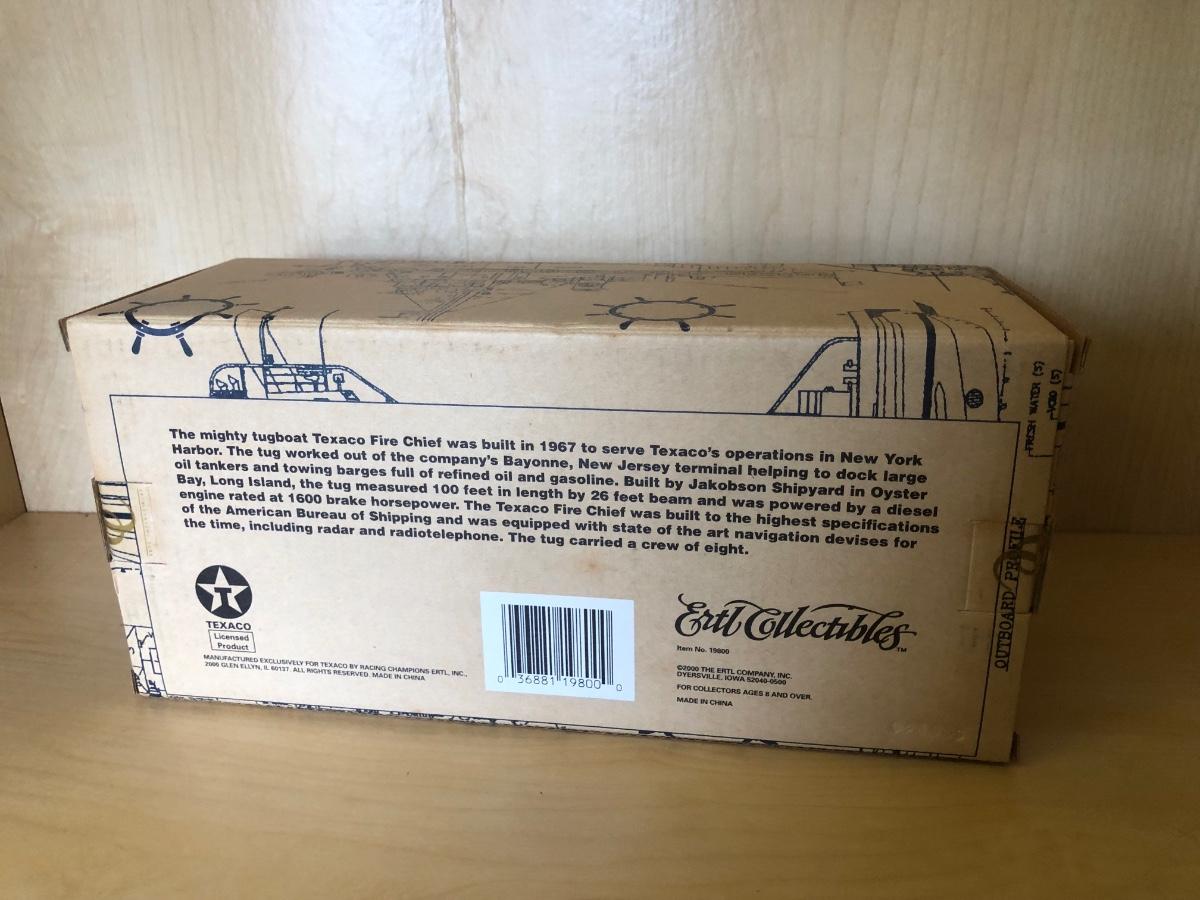 FRESH WATER (S)
The mighty tugboat Texaco Fire Chief was built in 1967 to serve Texaco's operations in New York
Harbor. The tug worked out of the company's Bayonne, New Jersey terminal helping to dock large
oil tankers and towing barges full of refined oil and gasoline. Built by Jakobson Shipyard in Oyster
Bay, Long Island, the tug measured 100 feet in length by 26 feet beam and was powered by a diesel
engine rated at 1600 brake horsepower. The Texaco Fire Chief was built to the highest specifications
of the American Bureau of Shipping and was equipped with state of the art navigation devises for
the time, including radar and radiotelephone. The tug carried a crew of eight.
OUTBOARD PROFILE
T
TEXACO
Licensed
Product
MANUFACTURED EXCLUSIVELY FOR TEXACO BY RACING CHAMPIONS ERTL, INC.,
2000 GLEN ELLYN, IL 60137. ALL RIGHTS RESERVED. MADE IN CHINA
0 36881 19800 0
Ertl Collectibles™
Item No. 19800
©2000 THE ERTL COMPANY, INC.
DYERSVILLE, IOWA 52040-0500
FOR COLLECTORS AGES 8 AND OVER.
MADE IN CHINA